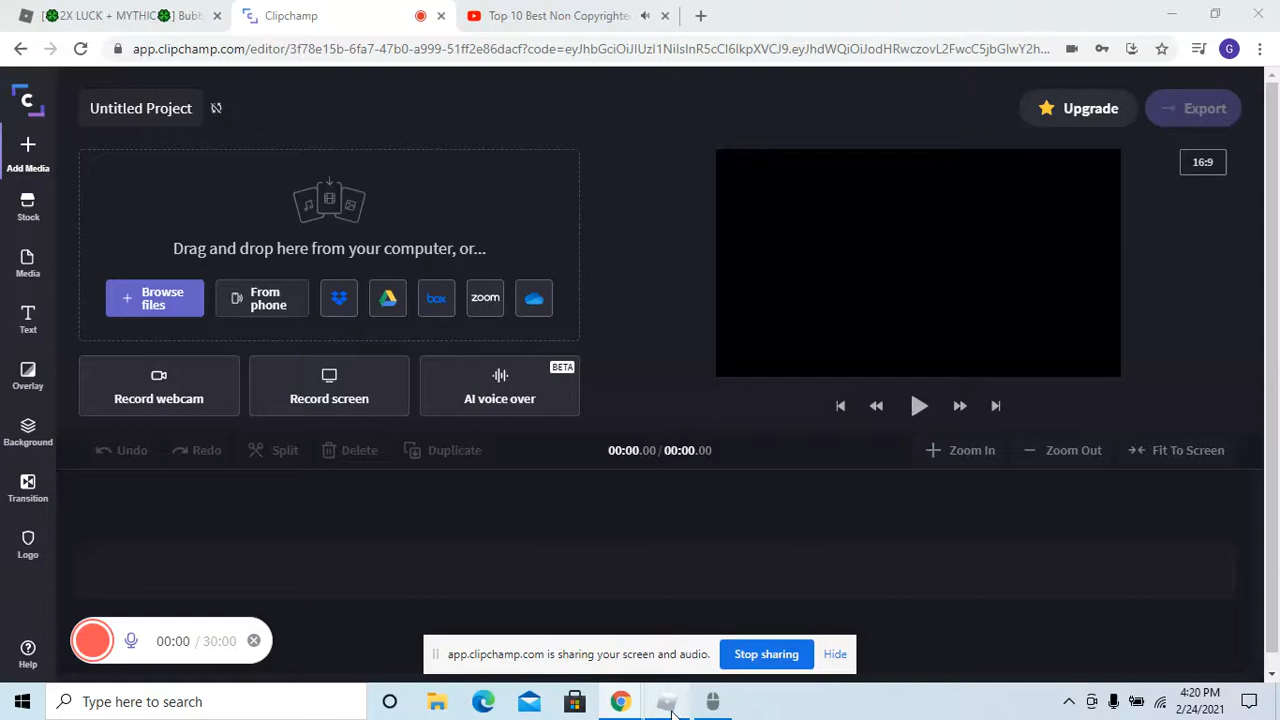 2X LUCK + MYTHIC Bubb
Clipchamp
Top 10 Best Non Copyrighte
app.clipchamp.com/editor/3f78e15b-6fa7-47b0-a999-51ff2e86dacf?code=eyJhbGciOiJIUzI1NiIsInR5cCI6IkpXVCJ9.eyJhdWQiOiJodHRwczovL2FwcC5jbGlwY2h...
G
Untitled Project
Upgrade
Export
Add Media
Stock
Media
Text
Overlay
Background
Transition
Logo
Help
16:9
Drag and drop here from your computer, or...
Browse files
From phone
box
zoom
Record webcam
Record screen
AI voice over
BETA
Undo
Redo
Split
Delete
Duplicate
00:00.00 / 00:00.00
Zoom In
Zoom Out
Fit To Screen
00:00 / 30:00
app.clipchamp.com is sharing your screen and audio.
Stop sharing
Hide
Type here to search
4:20 PM
2/24/2021